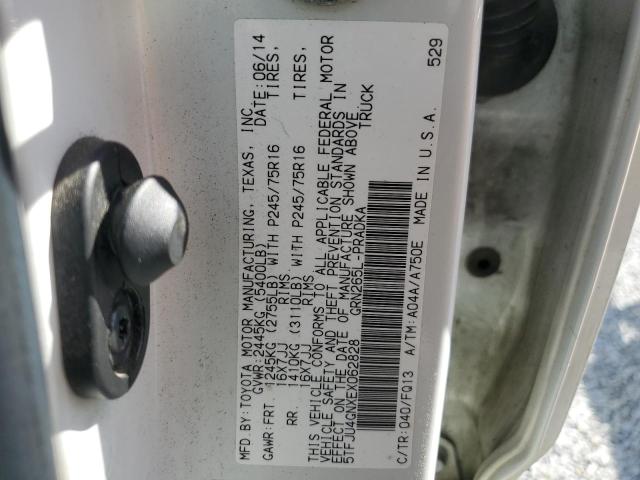 MFD.BY:TOYOTA MOTOR MANUFACTURING, TEXAS, INC.
GVWR:2445KG (5400LB) DATE:06/14
GAWR:FRT. 1245KG (2755LB) WITH P245/75R16 TIRES,
16X7JJ RIMS.
RR. 1410KG (3110LB) WITH P245/75R16 TIRES,
16X7JJ RIMS
THIS VEHICLE CONFORMS TO ALL APPLICABLE FEDERAL MOTOR
VEHICLE SAFETY AND THEFT PREVENTION STANDARDS IN
EFFECT ON THE DATE OF MANUFACTURE SHOWN ABOVE.
5TFJU4GNXEX062828 GRN265L-PRADKA TRUCK
C/TR:040/FQ13 A/TM:A04A/A750E MADE IN U.S.A. 529